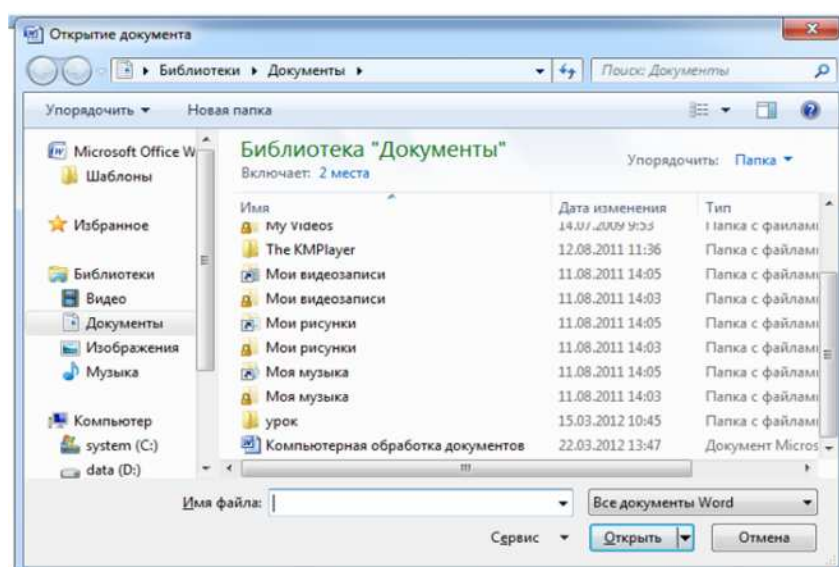 Открытие документа
Библиотеки ▸ Документы ▸
Поиск: Документы
Упорядочить ▾ Новая папка
Microsoft Office W
Шаблоны
Избранное
Библиотеки
Видео
Документы
Изображения
Музыка
Компьютер
system (C:)
data (D:)
Библиотека "Документы"
Включает: 2 места
Упорядочить: Папка ▾
Имя Дата изменения Тип
My Videos 14.07.2009 9:53 Папка с файлами
The KMPlayer 12.08.2011 11:36 Папка с файлами
Мои видеозаписи 11.08.2011 14:05 Папка с файлами
Мои видеозаписи 11.08.2011 14:03 Папка с файлами
Мои рисунки 11.08.2011 14:05 Папка с файлами
Мои рисунки 11.08.2011 14:03 Папка с файлами
Моя музыка 11.08.2011 14:05 Папка с файлами
Моя музыка 11.08.2011 14:03 Папка с файлами
урок 15.03.2012 10:45 Папка с файлами
Компьютерная обработка документов 22.03.2012 13:47 Документ Micros
Имя файла: Все документы Word
Сервис Открыть Отмена